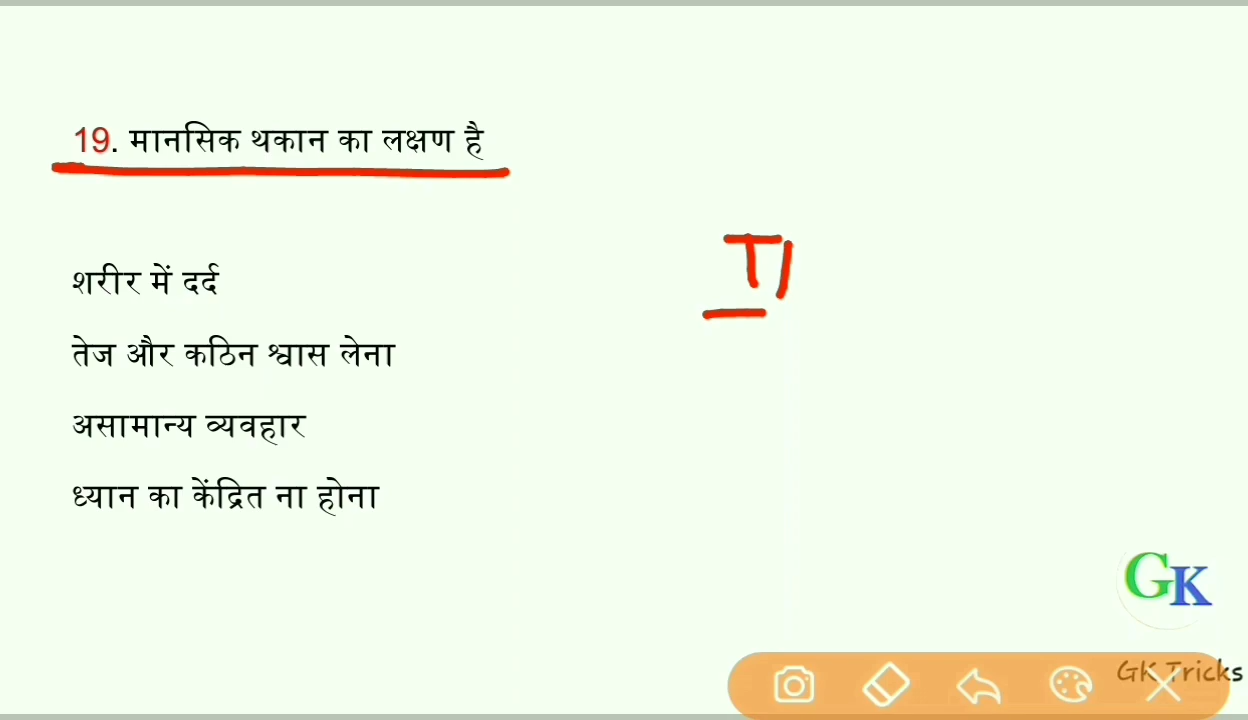 19. मानसिक थकान का लक्षण है
शरीर में दर्द
तेज और कठिन श्वास लेना
असामान्य व्यवहार
ध्यान का केंद्रित ना होना
GK
GK Tricks